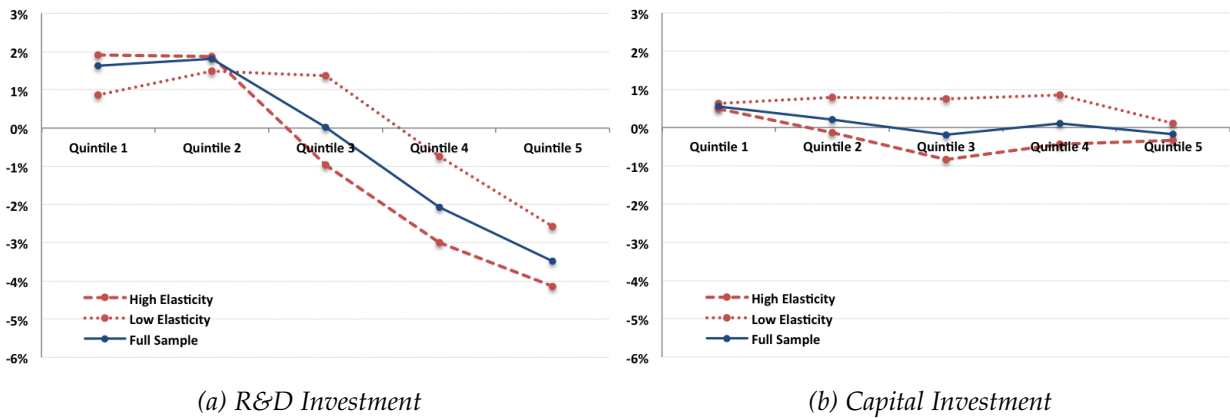 3%
2%
1%
0%
-1%
-2%
-3%
-4%
-5%
-6%
Quintile 1 Quintile 2 Quintile 3 Quintile 4 Quintile 5
High Elasticity
Low Elasticity
Full Sample
(a) R&D Investment
3%
2%
1%
0%
-1%
-2%
-3%
-4%
-5%
-6%
Quintile 1 Quintile 2 Quintile 3 Quintile 4 Quintile 5
High Elasticity
Low Elasticity
Full Sample
(b) Capital Investment